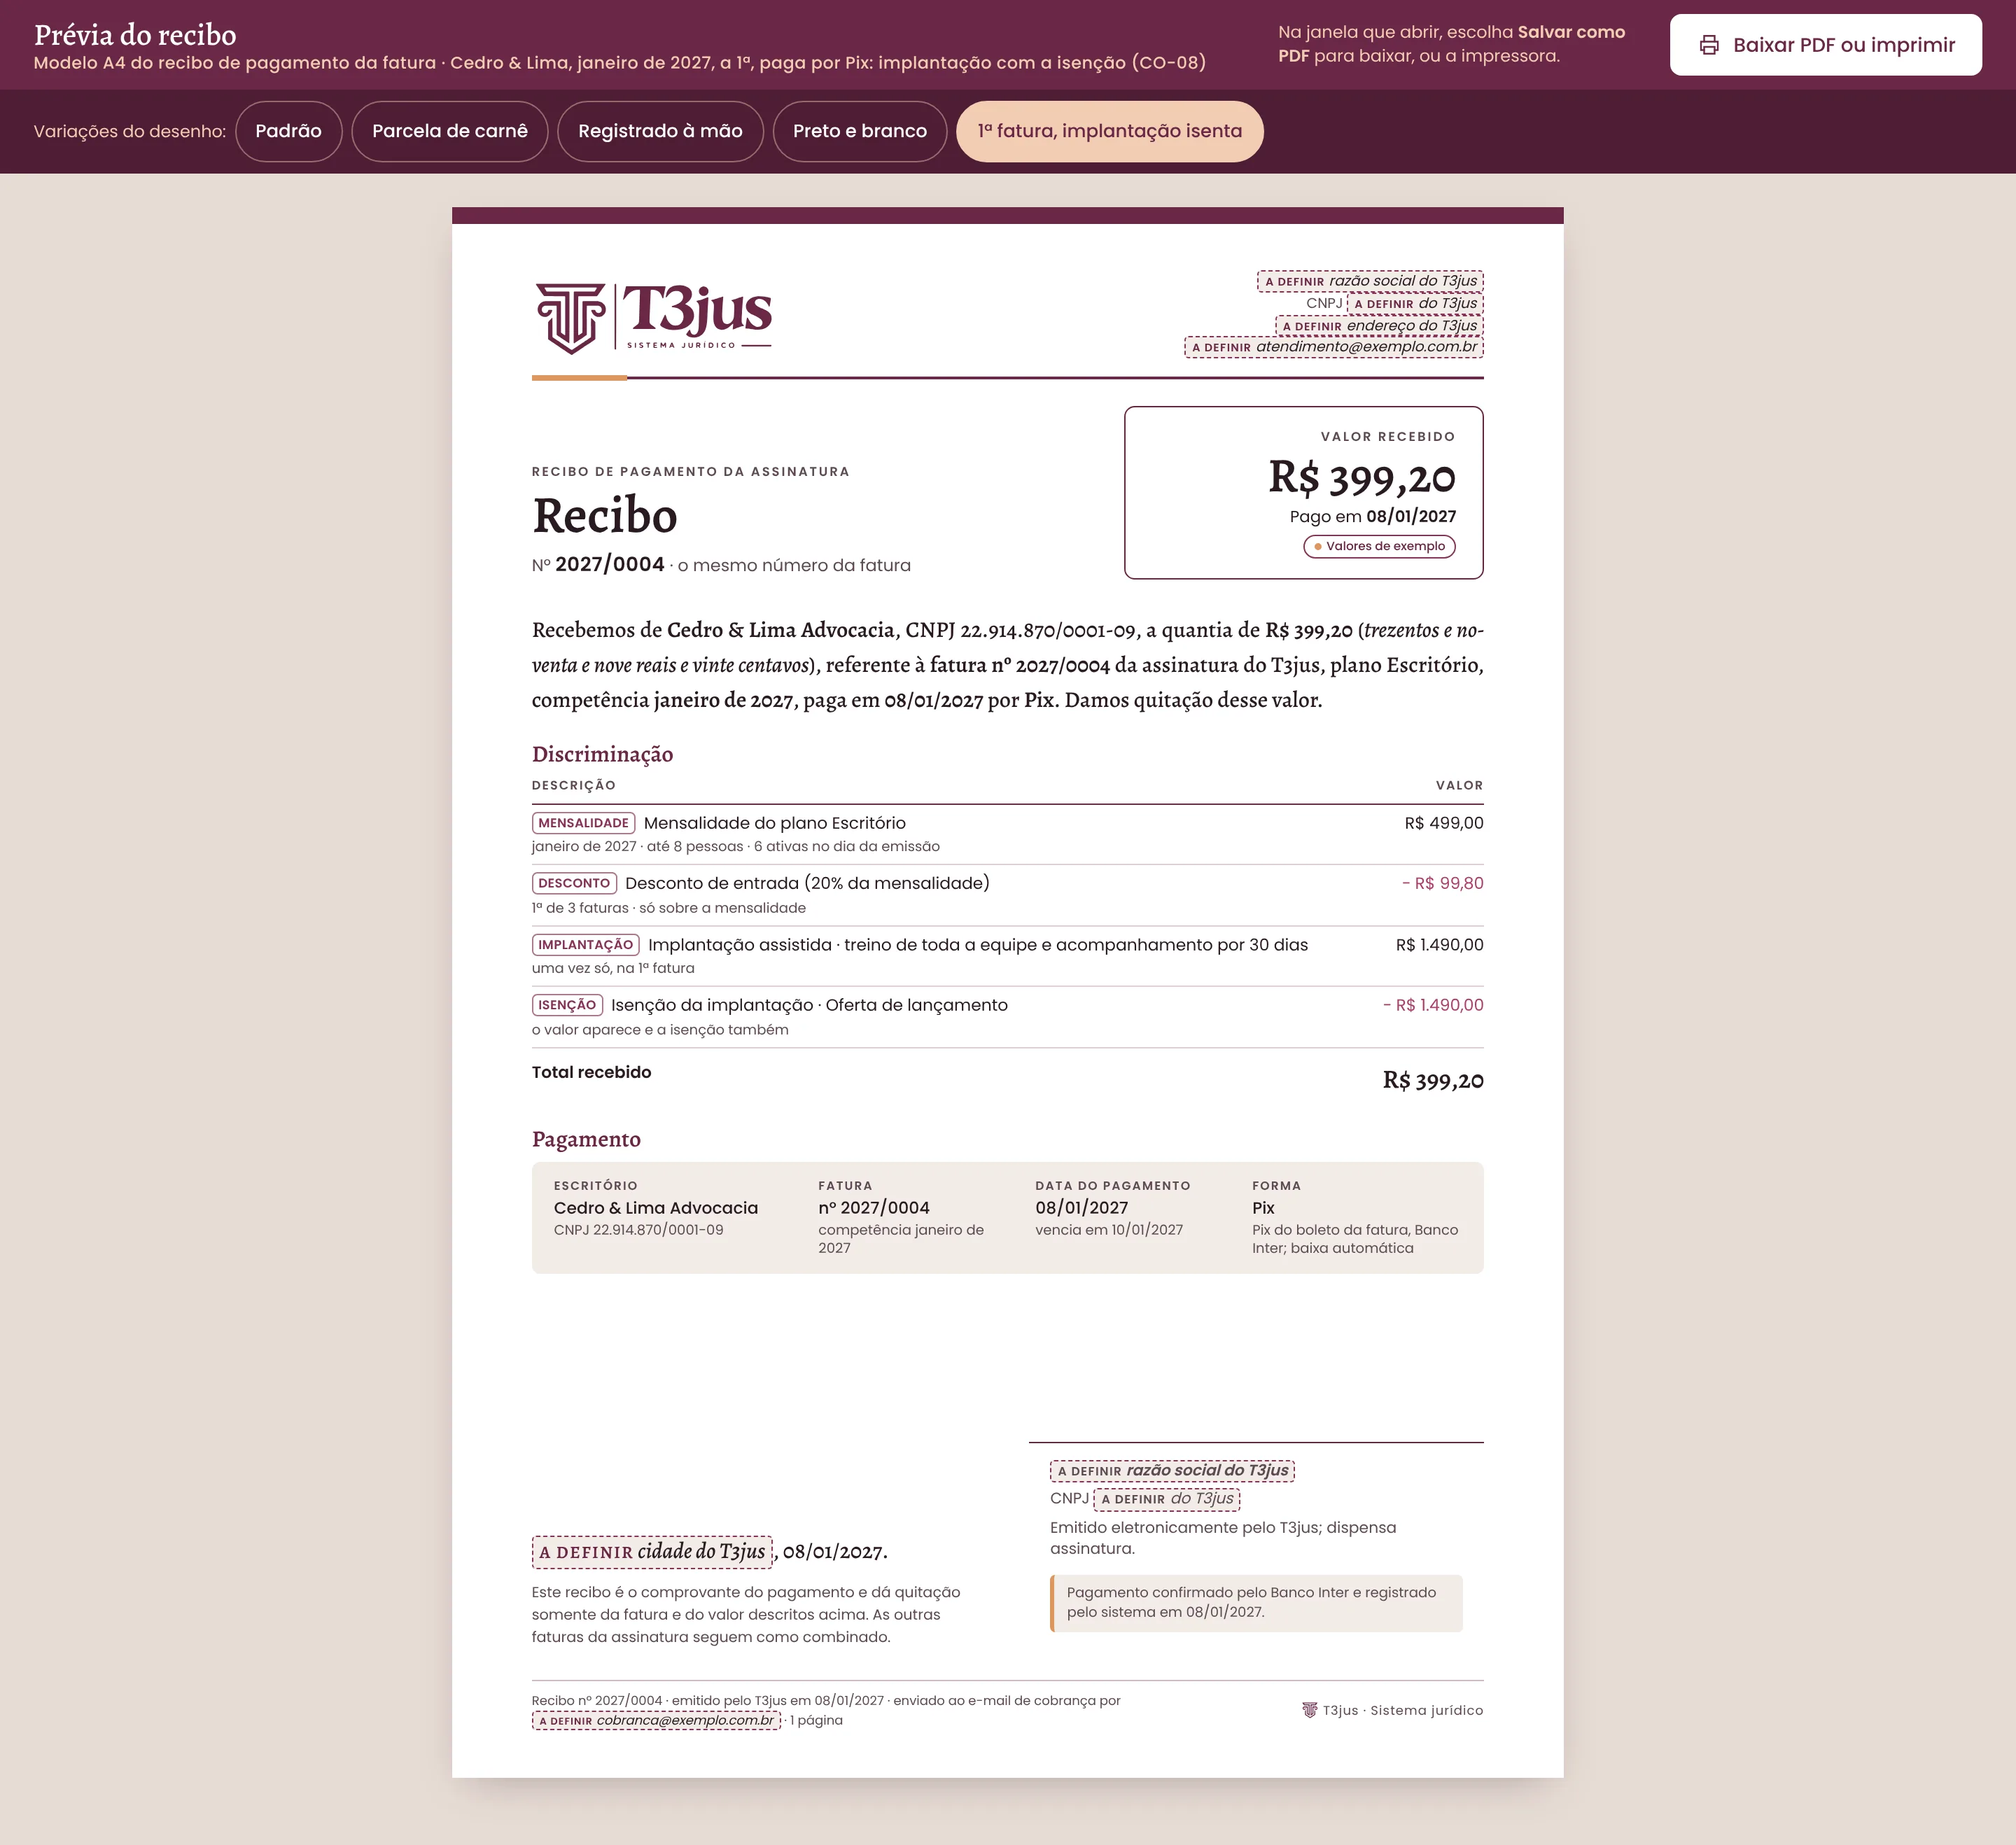 Prévia do recibo
Modelo A4 do recibo de pagamento da fatura · Cedro & Lima, janeiro de 2027, a 1ª, paga por Pix: implantação com a isenção (CO-08)
Na janela que abrir, escolha Salvar como
PDF para baixar, ou a impressora.
Baixar PDF ou imprimir
Variações do desenho:
Padrão
Parcela de carnê
Registrado à mão
Preto e branco
1ª fatura, implantação isenta
T3jus
SISTEMA JURÍDICO
A DEFINIR razão social do T3jus
CNPJ A DEFINIR do T3jus
A DEFINIR endereço do T3jus
A DEFINIR atendimento@exemplo.com.br
RECIBO DE PAGAMENTO DA ASSINATURA
Recibo
Nº 2027/0004 · o mesmo número da fatura
VALOR RECEBIDO
R$ 399,20
Pago em 08/01/2027
Valores de exemplo
Recebemos de Cedro & Lima Advocacia, CNPJ 22.914.870/0001-09, a quantia de R$ 399,20 (trezentos e no-
venta e nove reais e vinte centavos), referente à fatura nº 2027/0004 da assinatura do T3jus, plano Escritório,
competência janeiro de 2027, paga em 08/01/2027 por Pix. Damos quitação desse valor.
Discriminação
DESCRIÇÃO VALOR
MENSALIDADE Mensalidade do plano Escritório R$ 499,00
janeiro de 2027 · até 8 pessoas · 6 ativas no dia da emissão
DESCONTO Desconto de entrada (20% da mensalidade) − R$ 99,80
1ª de 3 faturas · só sobre a mensalidade
IMPLANTAÇÃO Implantação assistida · treino de toda a equipe e acompanhamento por 30 dias R$ 1.490,00
uma vez só, na 1ª fatura
ISENÇÃO Isenção da implantação · Oferta de lançamento − R$ 1.490,00
o valor aparece e a isenção também
Total recebido R$ 399,20
Pagamento
ESCRITÓRIO
Cedro & Lima Advocacia
CNPJ 22.914.870/0001-09
FATURA
nº 2027/0004
competência janeiro de
2027
DATA DO PAGAMENTO
08/01/2027
vencia em 10/01/2027
FORMA
Pix
Pix do boleto da fatura, Banco
Inter; baixa automática
A DEFINIR cidade do T3jus, 08/01/2027.
Este recibo é o comprovante do pagamento e dá quitação
somente da fatura e do valor descritos acima. As outras
faturas da assinatura seguem como combinado.
A DEFINIR razão social do T3jus
CNPJ A DEFINIR do T3jus
Emitido eletronicamente pelo T3jus; dispensa
assinatura.
Pagamento confirmado pelo Banco Inter e registrado
pelo sistema em 08/01/2027.
Recibo nº 2027/0004 · emitido pelo T3jus em 08/01/2027 · enviado ao e-mail de cobrança por
A DEFINIR cobranca@exemplo.com.br · 1 página
T3jus · Sistema jurídico